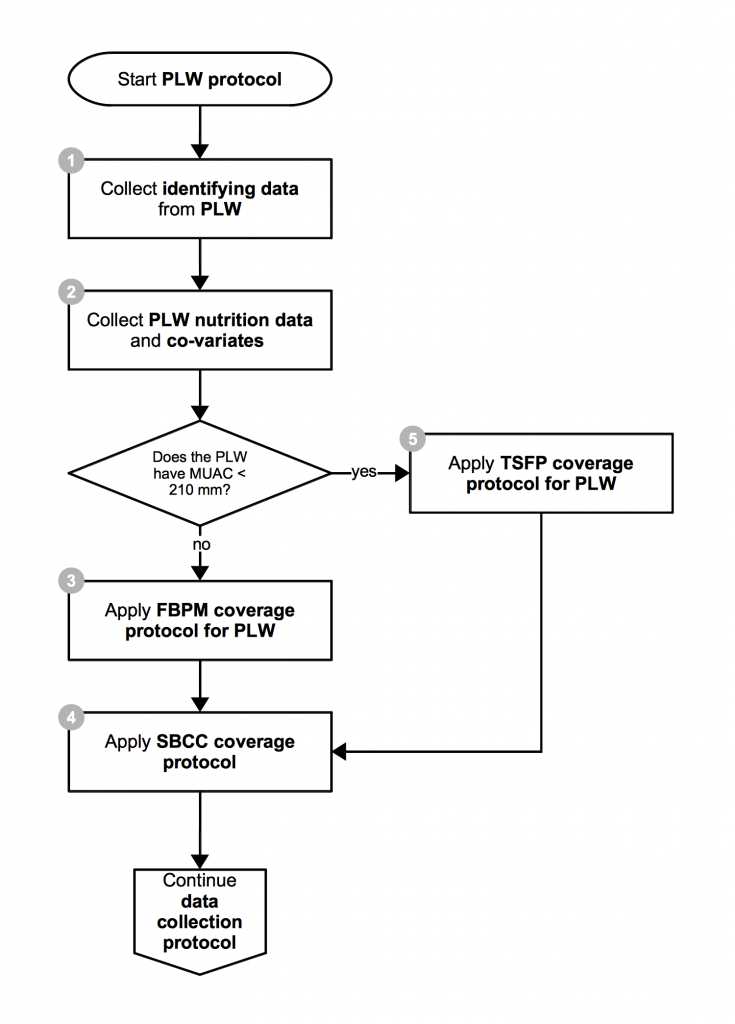 Start PLW protocol
1
Collect identifying data
from PLW
2
Collect PLW nutrition data
and co-variates
Does the PLW
have MUAC <
210 mm?
yes
5
Apply TSFP coverage
protocol for PLW
no
3
Apply FBPM coverage
protocol for PLW
4
Apply SBCC coverage
protocol
Continue
data
collection
protocol